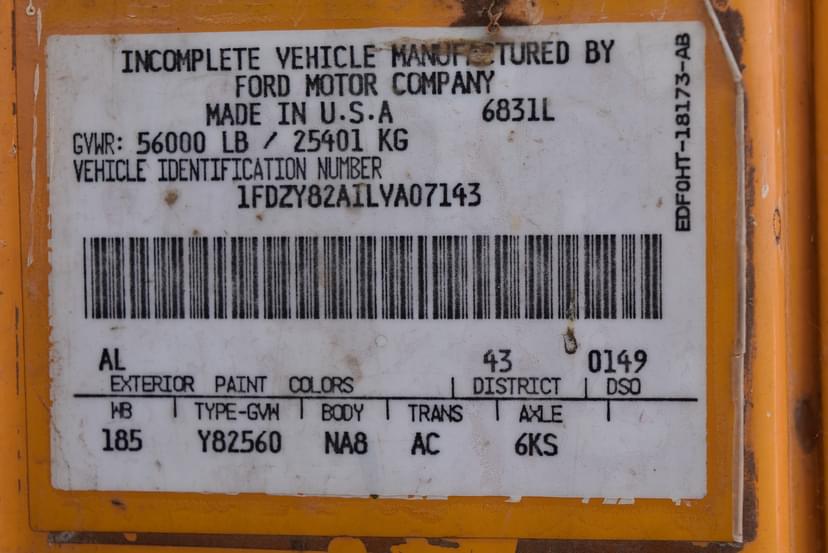 INCOMPLETE VEHICLE MANUFACTURED BY
FORD MOTOR COMPANY
MADE IN U.S.A 6831L
GVWR: 56000 LB / 25401 KG
VEHICLE IDENTIFICATION NUMBER
1FDZY82A1LVA07143
EDF0HT-18173-AB
AL 43 0149
EXTERIOR PAINT COLORS DISTRICT DSO
WB TYPE-GVW BODY TRANS AXLE
185 Y82560 NA8 AC 6KS